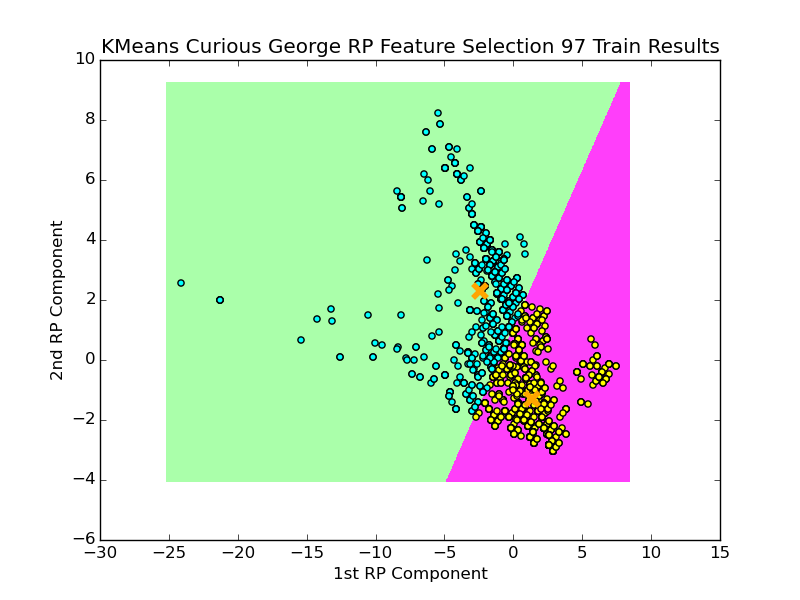 KMeans Curious George RP Feature Selection 97 Train Results
10
8
6
4
2
0
−2
−4
−6
2nd RP Component
−30 −25 −20 −15 −10 −5 0 5 10 15
1st RP Component